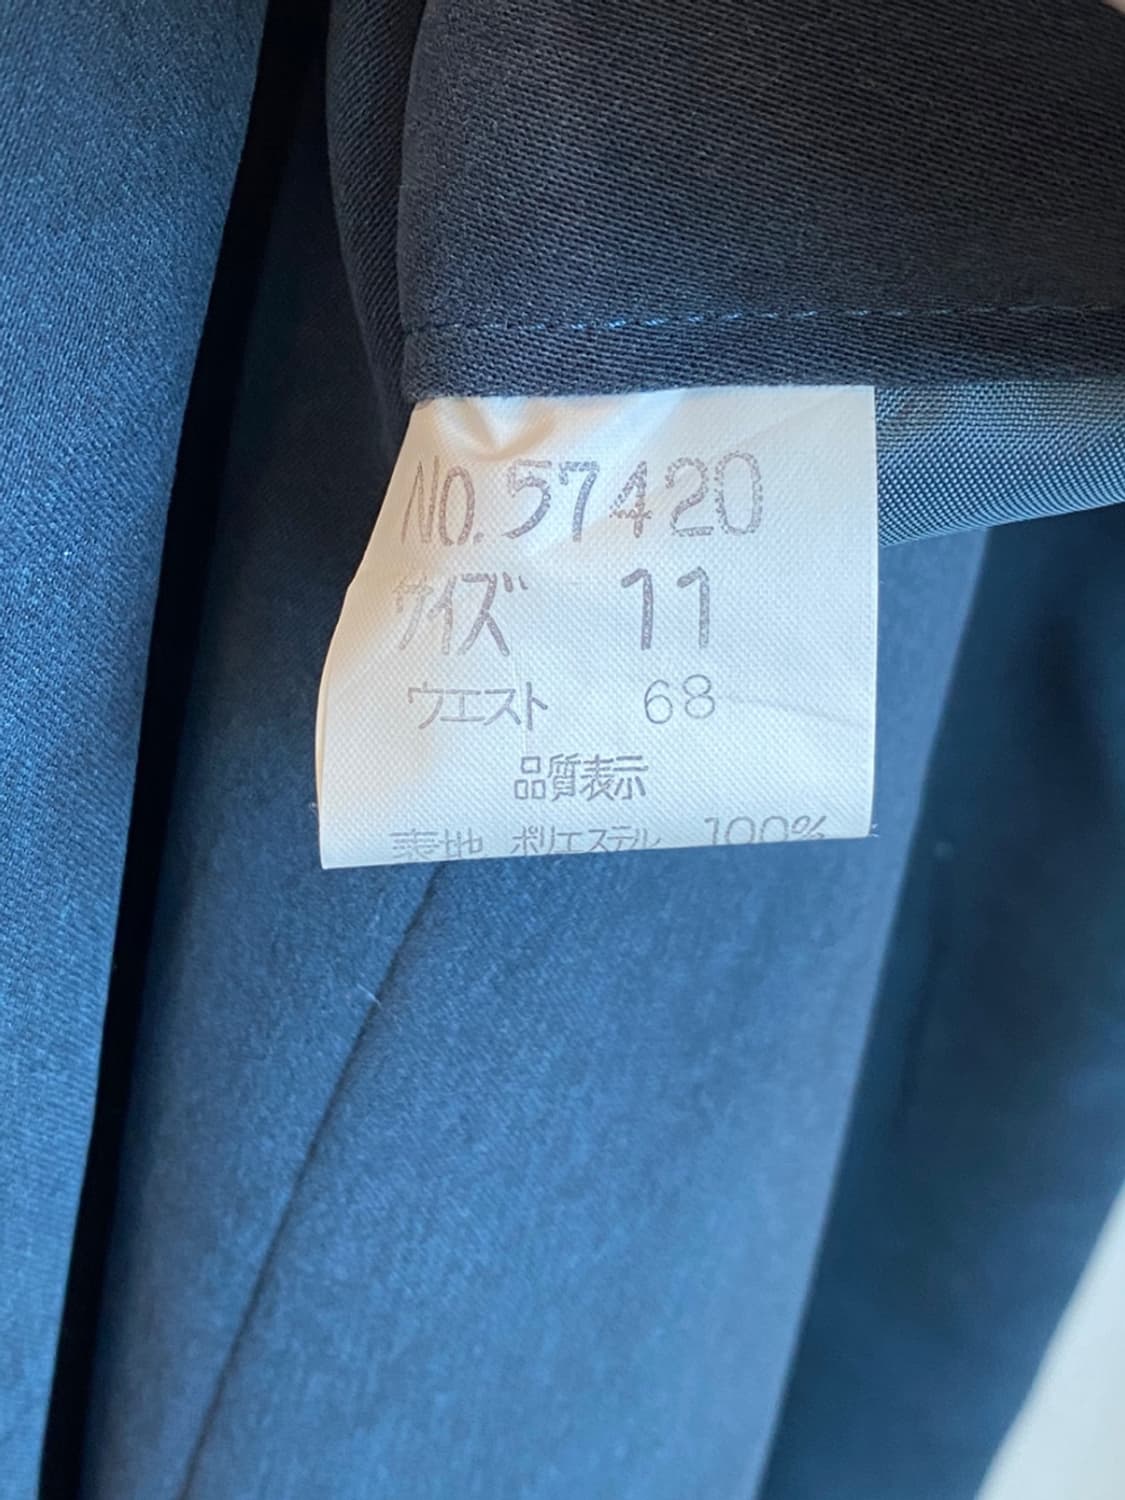 No.57420
サイズ 11
ウエスト 68
品質表示
表地 ポリエステル 100%